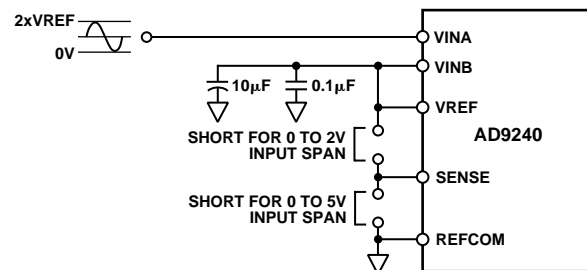 2xVREF
0V
VINA
VINB
10μF
0.1μF
VREF
AD9240
SHORT FOR 0 TO 2V
INPUT SPAN
SENSE
SHORT FOR 0 TO 5V
INPUT SPAN
REFCOM